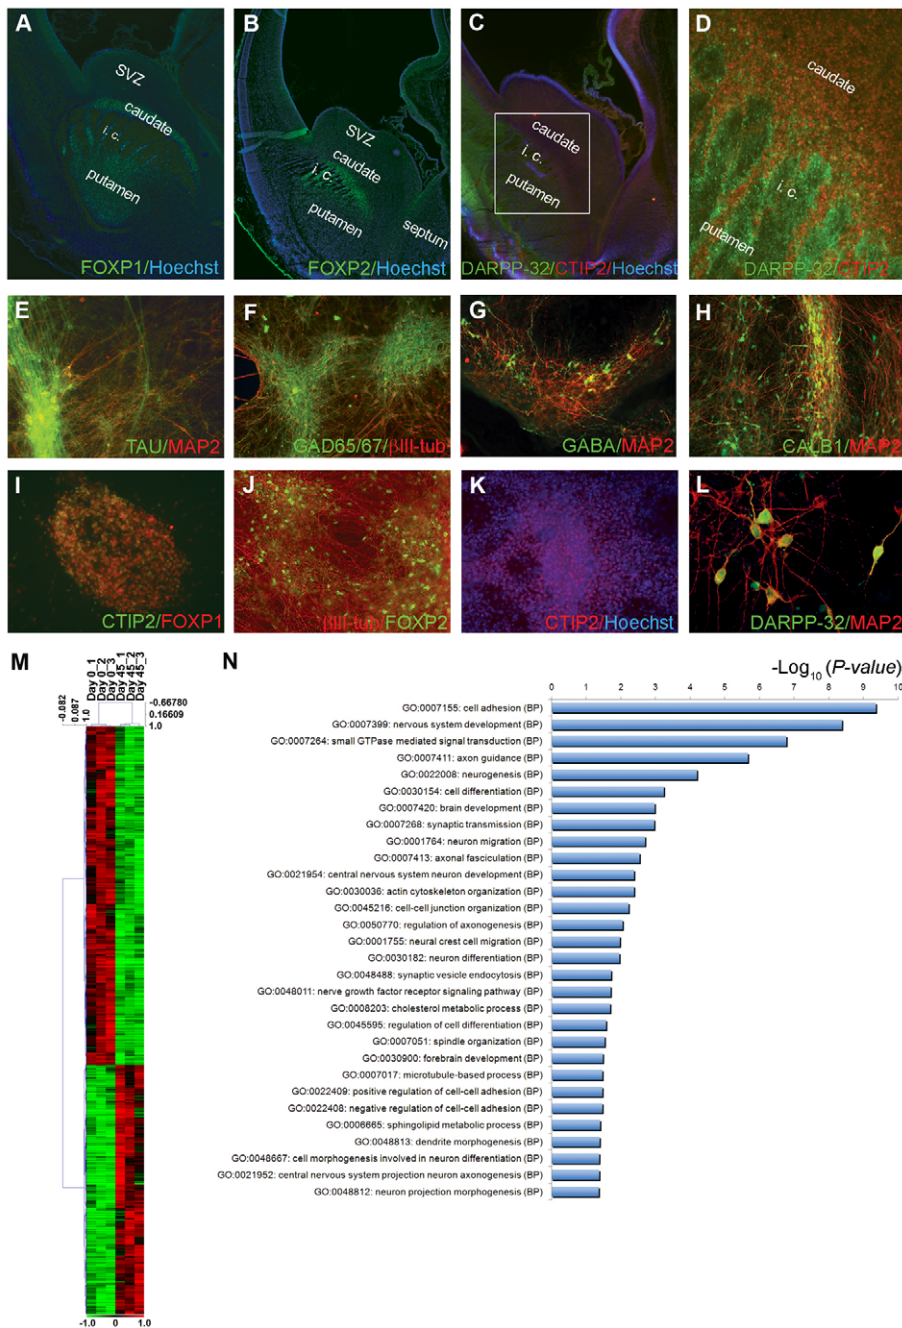 A
SVZ
caudate
i. c.
putamen
FOXP1/Hoechst
B
SVZ
caudate
i. c.
putamen
septum
FOXP2/Hoechst
C
caudate
i. c.
putamen
DARPP-32/CTIP2/Hoechst
D
caudate
i. c.
putamen
DARPP-32/CTIP2
E
TAU/MAP2
F
GAD65/67/βIII-tub
G
GABA/MAP2
H
CALB1/MAP2
I
CTIP2/FOXP1
J
βIII-tub/FOXP2
K
CTIP2/Hoechst
L
DARPP-32/MAP2
M
-0.082
0.087
1.0
Day 0_1
Day 0_2
Day 0_3
Day 45_1
Day 45_2
Day 45_3
-0.66780
0.16609
1.0
-1.0 0 1.0
N
-Log10 (P-value)
0 1 2 3 4 5 6 7 8 9 10
GO:0007155: cell adhesion (BP)
GO:0007399: nervous system development (BP)
GO:0007264: small GTPase mediated signal transduction (BP)
GO:0007411: axon guidance (BP)
GO:0022008: neurogenesis (BP)
GO:0030154: cell differentiation (BP)
GO:0007420: brain development (BP)
GO:0007268: synaptic transmission (BP)
GO:0001764: neuron migration (BP)
GO:0007413: axonal fasciculation (BP)
GO:0021954: central nervous system neuron development (BP)
GO:0030036: actin cytoskeleton organization (BP)
GO:0045216: cell-cell junction organization (BP)
GO:0050770: regulation of axonogenesis (BP)
GO:0001755: neural crest cell migration (BP)
GO:0030182: neuron differentiation (BP)
GO:0048488: synaptic vesicle endocytosis (BP)
GO:0048011: nerve growth factor receptor signaling pathway (BP)
GO:0008203: cholesterol metabolic process (BP)
GO:0045595: regulation of cell differentiation (BP)
GO:0007051: spindle organization (BP)
GO:0030900: forebrain development (BP)
GO:0007017: microtubule-based process (BP)
GO:0022409: positive regulation of cell-cell adhesion (BP)
GO:0022408: negative regulation of cell-cell adhesion (BP)
GO:0006665: sphingolipid metabolic process (BP)
GO:0048813: dendrite morphogenesis (BP)
GO:0048667: cell morphogenesis involved in neuron differentiation (BP)
GO:0021952: central nervous system projection neuron axonogenesis (BP)
GO:0048812: neuron projection morphogenesis (BP)